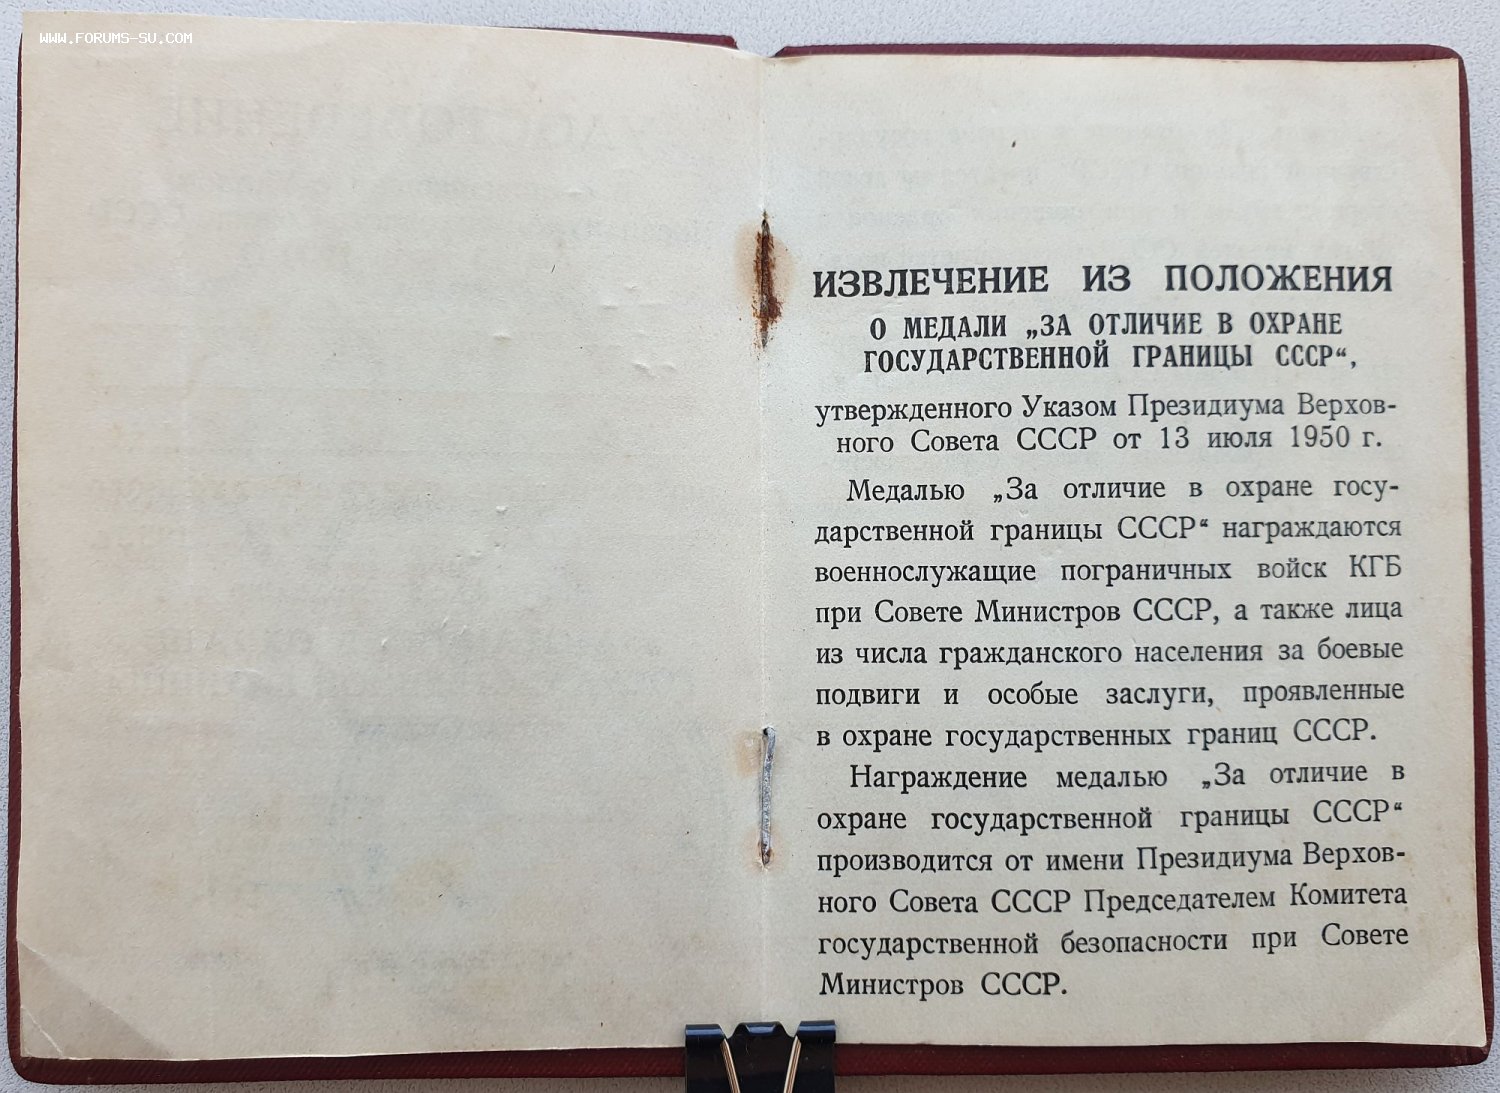 WWW.FORUMS-SU.COM
ИЗВЛЕЧЕНИЕ ИЗ ПОЛОЖЕНИЯ
О МЕДАЛИ „ЗА ОТЛИЧИЕ В ОХРАНЕ
ГОСУДАРСТВЕННОЙ ГРАНИЦЫ СССР“,
утвержденного Указом Президиума Верхов-
ного Совета СССР от 13 июля 1950 г.
Медалью „За отличие в охране госу-
дарственной границы СССР“ награждаются
военнослужащие пограничных войск КГБ
при Совете Министров СССР, а также лица
из числа гражданского населения за боевые
подвиги и особые заслуги, проявленные
в охране государственных границ СССР.
Награждение медалью „За отличие в
охране государственной границы СССР“
производится от имени Президиума Верхов-
ного Совета СССР Председателем Комитета
государственной безопасности при Совете
Министров СССР.